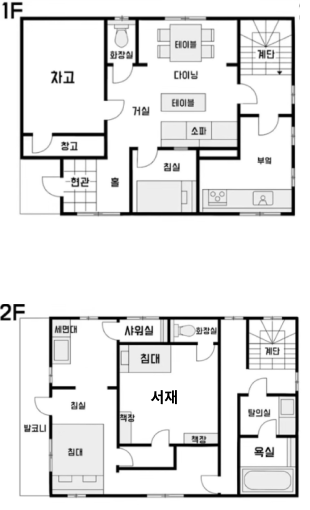 1F
화장실
테이블
계단
차고
다이닝
테이블
거실
소파
창고
침실
부엌
현관
홀
2F
세면대
샤워실
화장실
계단
침대
서재
침실
탈의실
책장
발코니
책장
욕실
침대